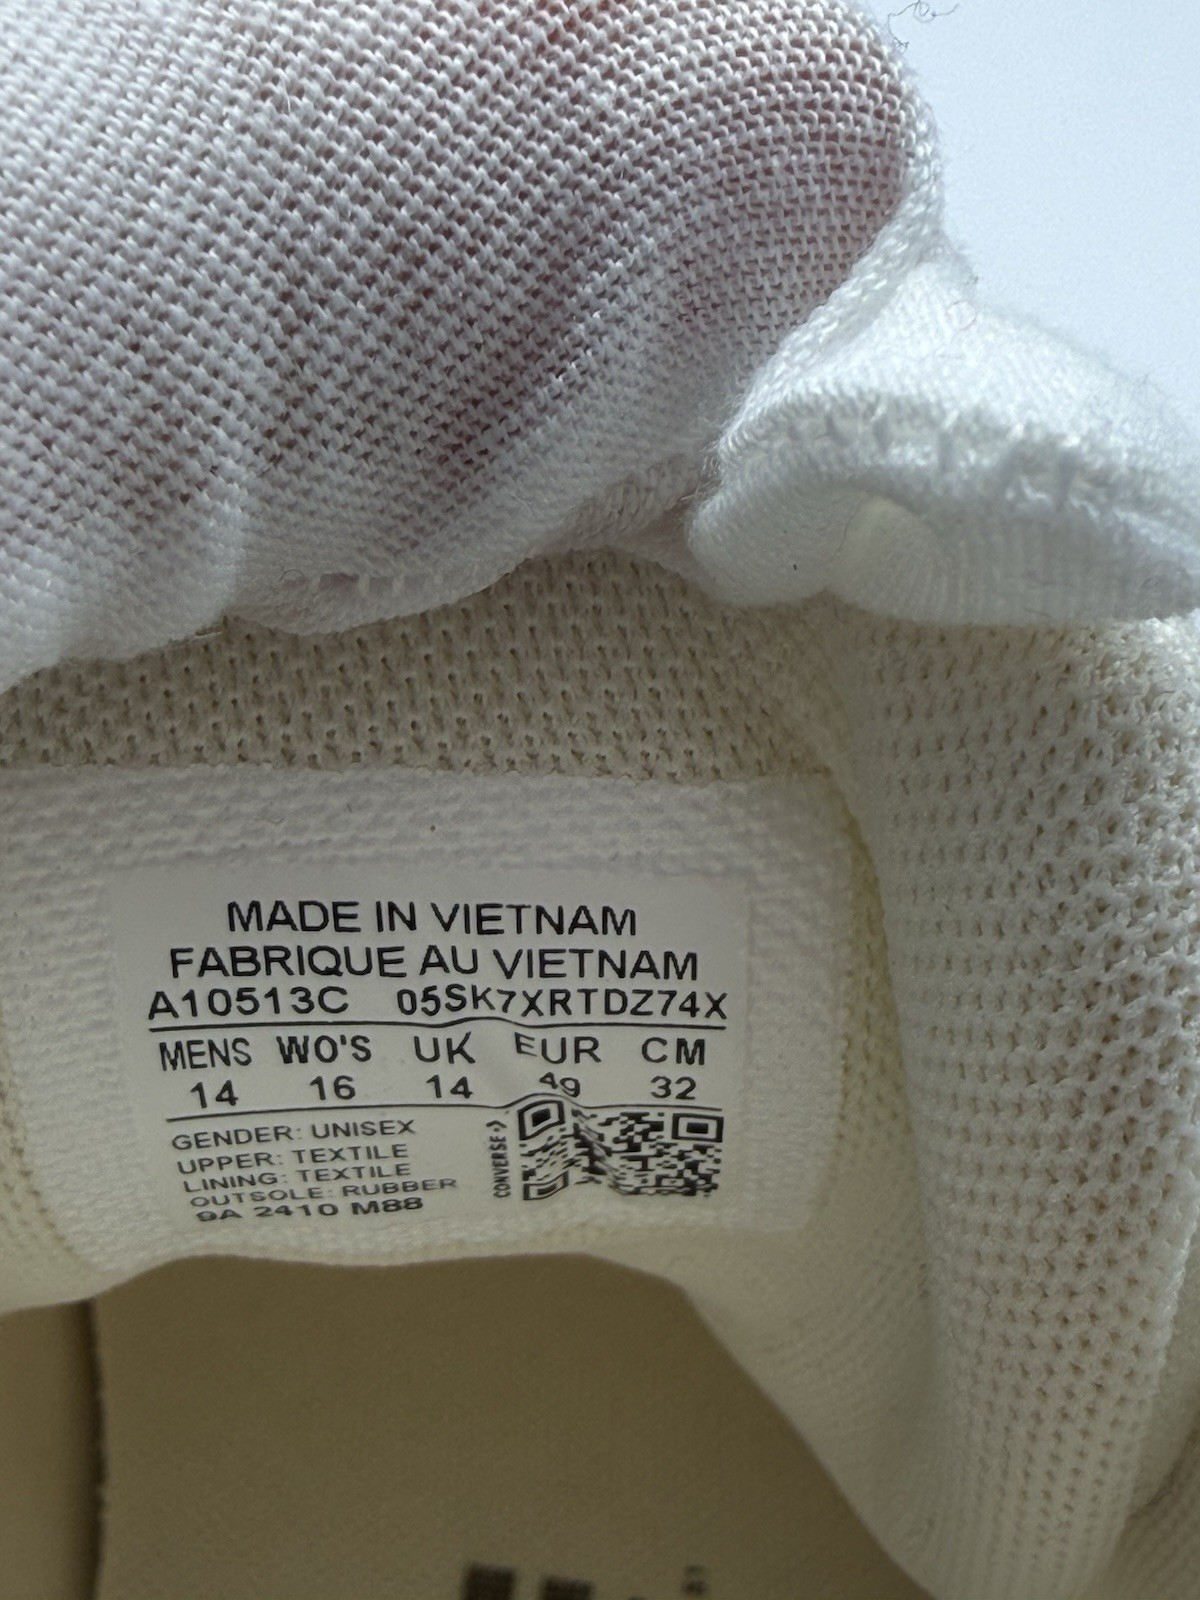 MADE IN VIETNAM
FABRIQUE AU VIETNAM
A10513C 05SK7XRTDZ74X
MENS WO'S UK EUR CM
14 16 14 49 32
GENDER: UNISEX
UPPER: TEXTILE
LINING: TEXTILE
OUTSOLE: RUBBER
9A 2410 M88
CONVERSE